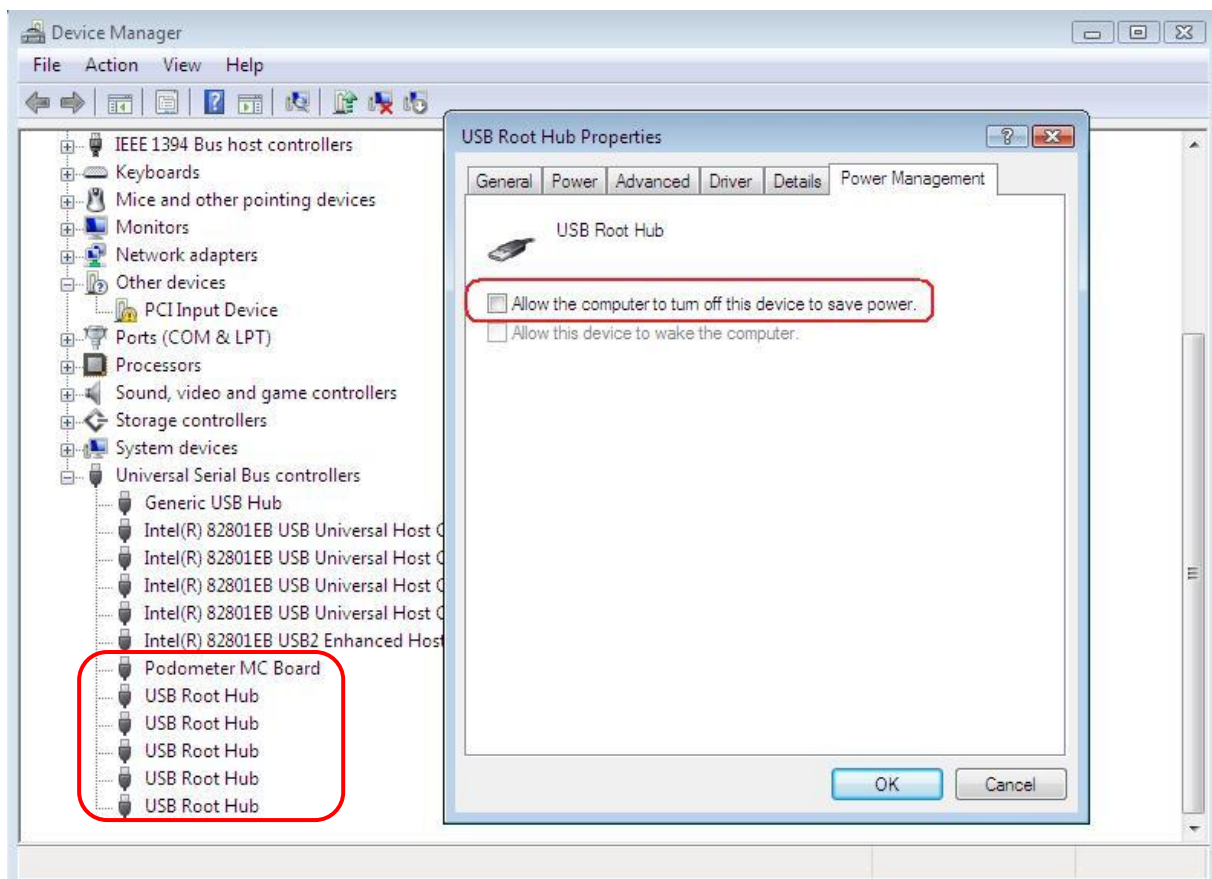 Device Manager
File Action View Help
IEEE 1394 Bus host controllers
Keyboards
Mice and other pointing devices
Monitors
Network adapters
Other devices
PCI Input Device
Ports (COM & LPT)
Processors
Sound, video and game controllers
Storage controllers
System devices
Universal Serial Bus controllers
Generic USB Hub
Intel(R) 82801EB USB Universal Host C
Intel(R) 82801EB USB Universal Host C
Intel(R) 82801EB USB Universal Host C
Intel(R) 82801EB USB Universal Host C
Intel(R) 82801EB USB2 Enhanced Host
Podometer MC Board
USB Root Hub
USB Root Hub
USB Root Hub
USB Root Hub
USB Root Hub
USB Root Hub Properties
General Power Advanced Driver Details Power Management
USB Root Hub
Allow the computer to turn off this device to save power.
Allow this device to wake the computer.
OK Cancel